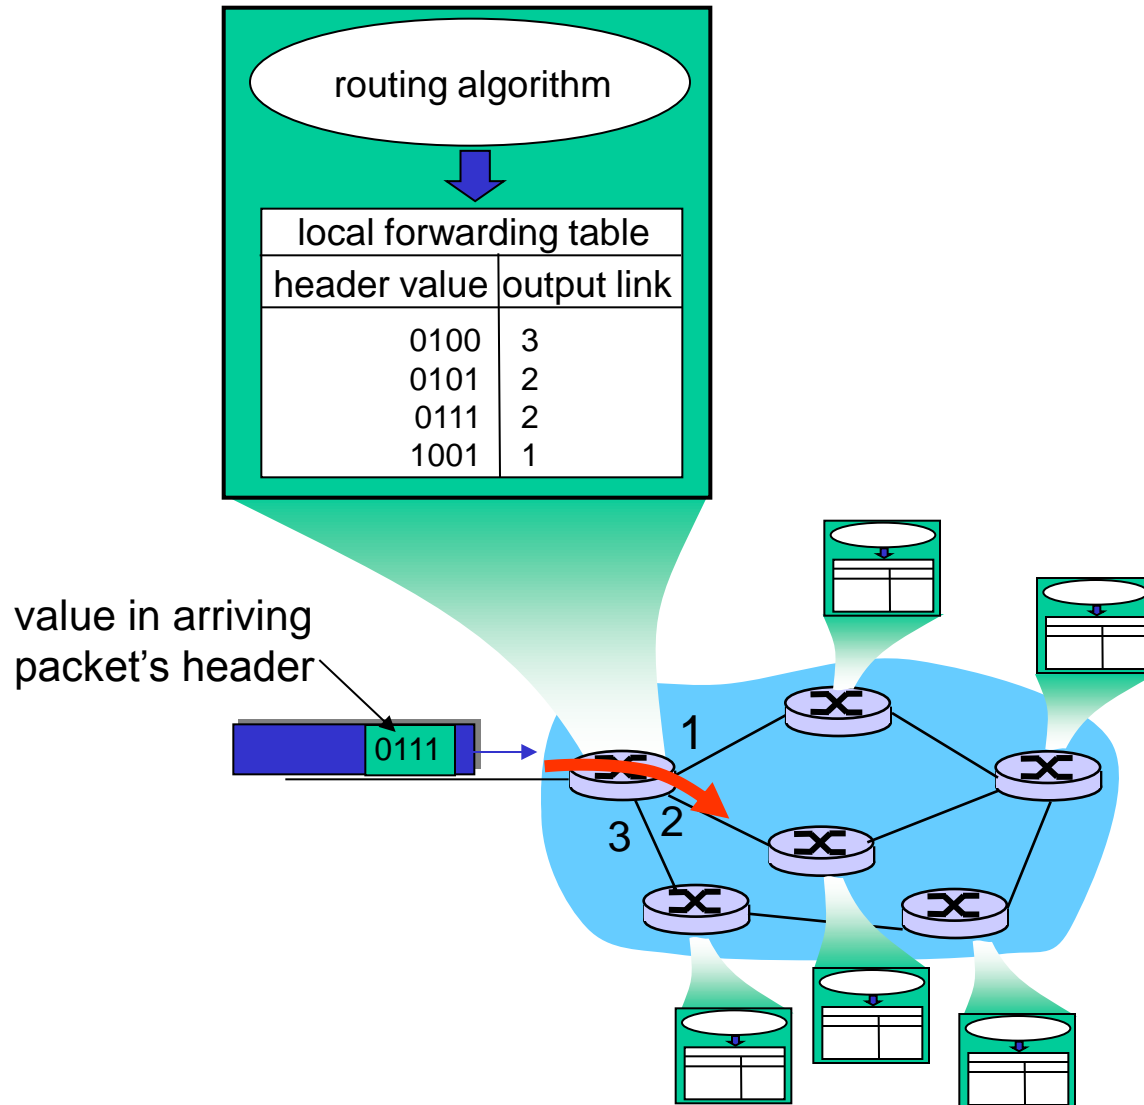 routing algorithm
local forwarding table
header value output link
0100 3
0101 2
0111 2
1001 1
value in arriving
packet’s header
0111
1
2
3